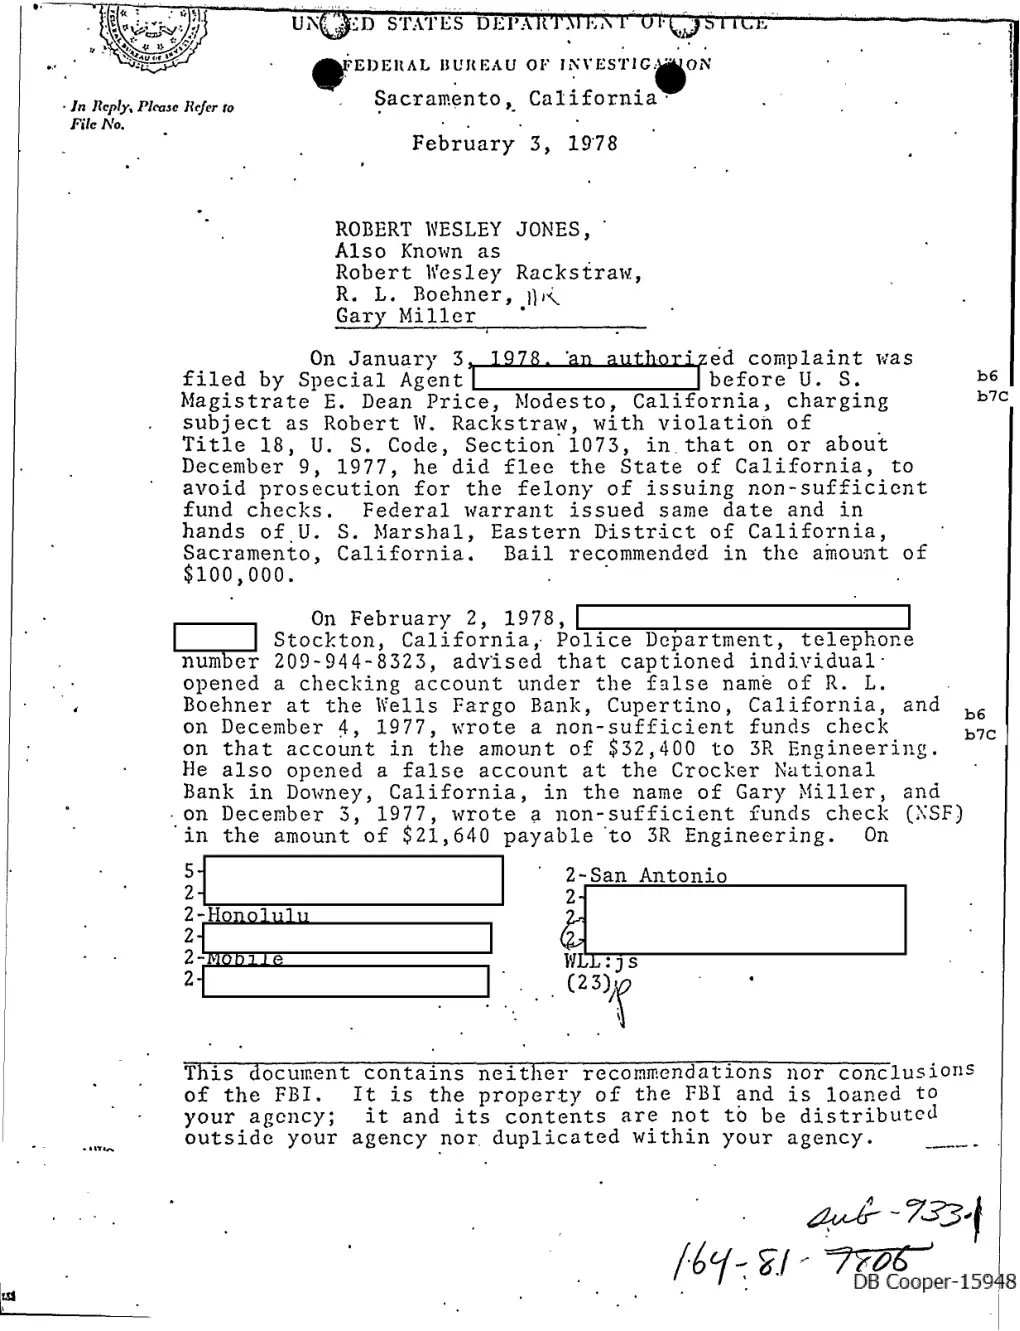 UNITED STATES DEPARTMENT OF JUSTICE
FEDERAL BUREAU OF INVESTIGATION
In Reply, Please Refer to
File No.
Sacramento, California
February 3, 1978
ROBERT WESLEY JONES,
Also Known as
Robert Wesley Rackstraw,
R. L. Boehner,
Gary Miller
On January 3, 1978, an authorized complaint was
filed by Special Agent before U. S.
Magistrate E. Dean Price, Modesto, California, charging
subject as Robert W. Rackstraw, with violation of
Title 18, U. S. Code, Section 1073, in that on or about
December 9, 1977, he did flee the State of California, to
avoid prosecution for the felony of issuing non-sufficient
fund checks. Federal warrant issued same date and in
hands of U. S. Marshal, Eastern District of California,
Sacramento, California. Bail recommended in the amount of
$100,000.
b6
b7C
On February 2, 1978,
Stockton, California, Police Department, telephone
number 209-944-8323, advised that captioned individual
opened a checking account under the false name of R. L.
Boehner at the Wells Fargo Bank, Cupertino, California, and
on December 4, 1977, wrote a non-sufficient funds check
on that account in the amount of $32,400 to 3R Engineering.
He also opened a false account at the Crocker National
Bank in Downey, California, in the name of Gary Miller, and
on December 3, 1977, wrote a non-sufficient funds check (NSF)
in the amount of $21,640 payable to 3R Engineering. On
b6
b7C
5-
2-
2-Honolulu
2-
2-Mobile
2-
2-San Antonio
2-
2-
2-
WLL:js
(23)
This document contains neither recommendations nor conclusions
of the FBI. It is the property of the FBI and is loaned to
your agency; it and its contents are not to be distributed
outside your agency nor duplicated within your agency.
sub-933-1
164-81-
DB Cooper-15948